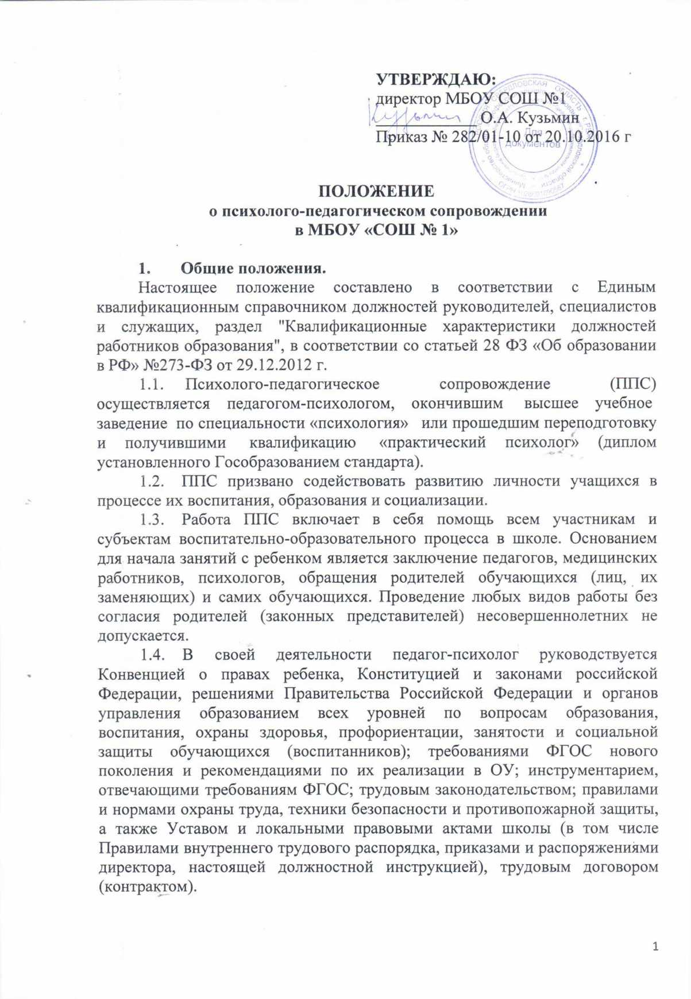 УТВЕРЖДАЮ:
директор МБОУ СОШ №1
О.А. Кузьмин
Приказ № 282/01-10 от 20.10.2016 г
Для
документов
ПОЛОЖЕНИЕ
о психолого-педагогическом сопровождении
в МБОУ «СОШ № 1»
1. Общие положения.
Настоящее положение составлено в соответствии с Единым
квалификационным справочником должностей руководителей, специалистов
и служащих, раздел "Квалификационные характеристики должностей
работников образования", в соответствии со статьей 28 ФЗ «Об образовании
в РФ» №273-ФЗ от 29.12.2012 г.
1.1. Психолого-педагогическое сопровождение (ППС)
осуществляется педагогом-психологом, окончившим высшее учебное
заведение по специальности «психология» или прошедшим переподготовку
и получившими квалификацию «практический психолог» (диплом
установленного Гособразованием стандарта).
1.2. ППС призвано содействовать развитию личности учащихся в
процессе их воспитания, образования и социализации.
1.3. Работа ППС включает в себя помощь всем участникам и
субъектам воспитательно-образовательного процесса в школе. Основанием
для начала занятий с ребенком является заключение педагогов, медицинских
работников, психологов, обращения родителей обучающихся (лиц, их
заменяющих) и самих обучающихся. Проведение любых видов работы без
согласия родителей (законных представителей) несовершеннолетних не
допускается.
1.4. В своей деятельности педагог-психолог руководствуется
Конвенцией о правах ребенка, Конституцией и законами российской
Федерации, решениями Правительства Российской Федерации и органов
управления образованием всех уровней по вопросам образования,
воспитания, охраны здоровья, профориентации, занятости и социальной
защиты обучающихся (воспитанников); требованиями ФГОС нового
поколения и рекомендациями по их реализации в ОУ; инструментарием,
отвечающими требованиям ФГОС; трудовым законодательством; правилами
и нормами охраны труда, техники безопасности и противопожарной защиты,
а также Уставом и локальными правовыми актами школы (в том числе
Правилами внутреннего трудового распорядка, приказами и распоряжениями
директора, настоящей должностной инструкцией), трудовым договором
(контрактом).
1